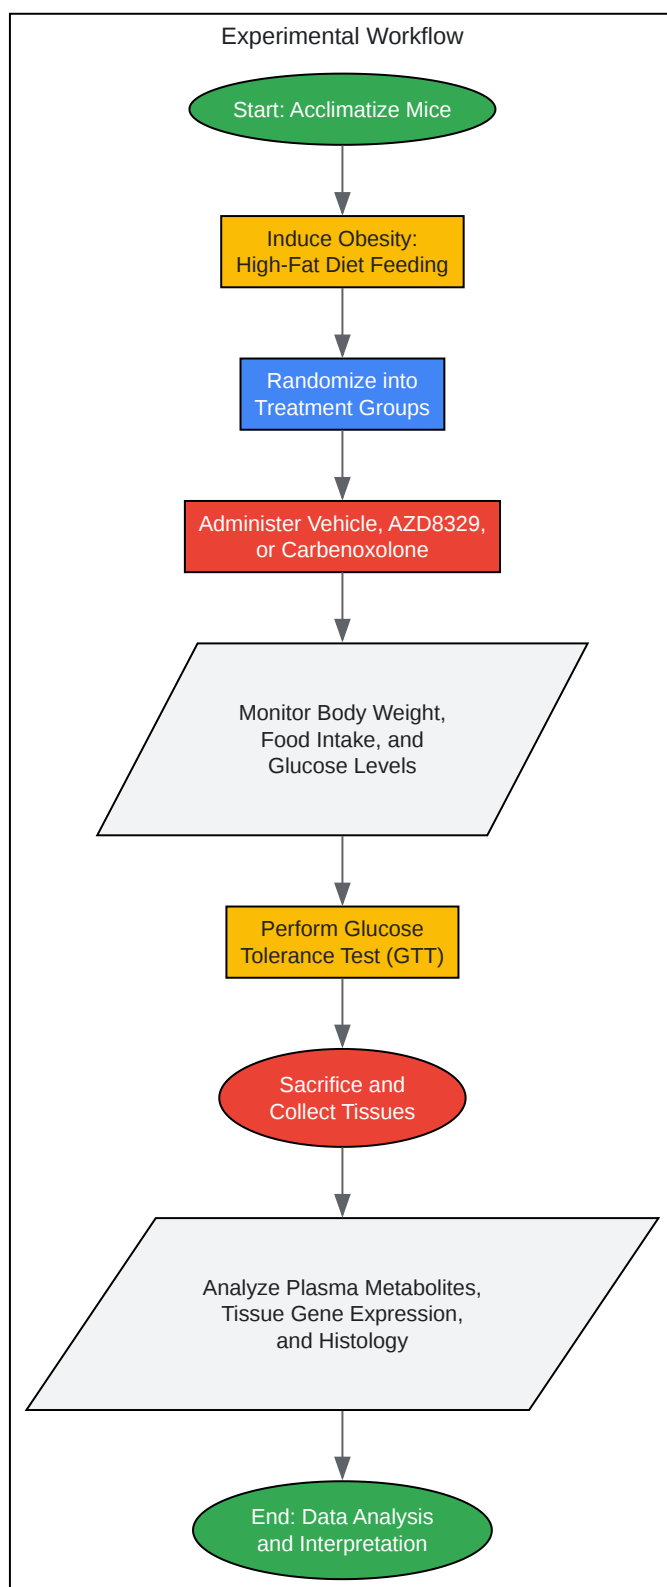 Experimental Workflow
Start: Acclimatize Mice
Induce Obesity:
High-Fat Diet Feeding
Randomize into
Treatment Groups
Administer Vehicle, AZD8329,
or Carbenoxolone
Monitor Body Weight,
Food Intake, and
Glucose Levels
Perform Glucose
Tolerance Test (GTT)
Sacrifice and
Collect Tissues
Analyze Plasma Metabolites,
Tissue Gene Expression,
and Histology
End: Data Analysis
and Interpretation